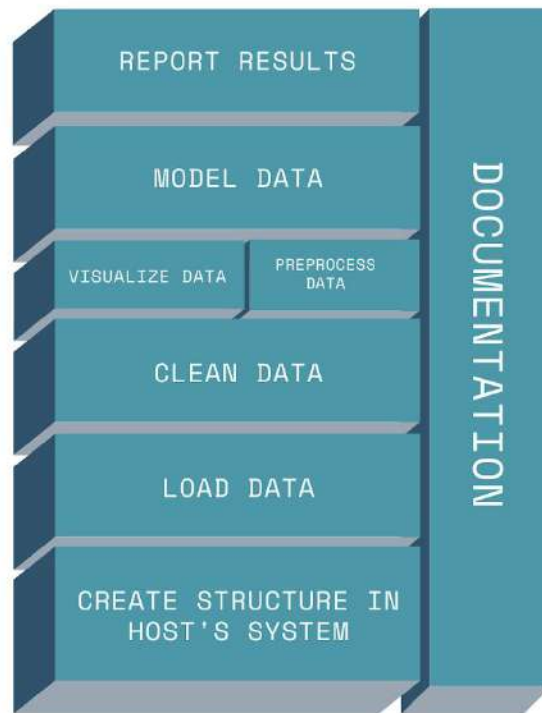 REPORT RESULTS
MODEL DATA
VISUALIZE DATA
PREPROCESS
DATA
CLEAN DATA
LOAD DATA
CREATE STRUCTURE IN
HOST'S SYSTEM
DOCUMENTATION